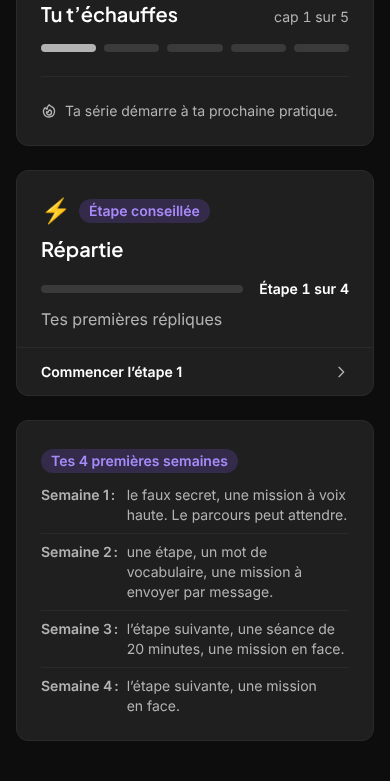 Tu t’échauffes
cap 1 sur 5
Ta série démarre à ta prochaine pratique.
Étape conseillée
Répartie
Étape 1 sur 4
Tes premières répliques
Commencer l’étape 1
Tes 4 premières semaines
Semaine 1 : le faux secret, une mission à voix
haute. Le parcours peut attendre.
Semaine 2 : une étape, un mot de
vocabulaire, une mission à
envoyer par message.
Semaine 3 : l’étape suivante, une séance de
20 minutes, une mission en face.
Semaine 4 : l’étape suivante, une mission
en face.